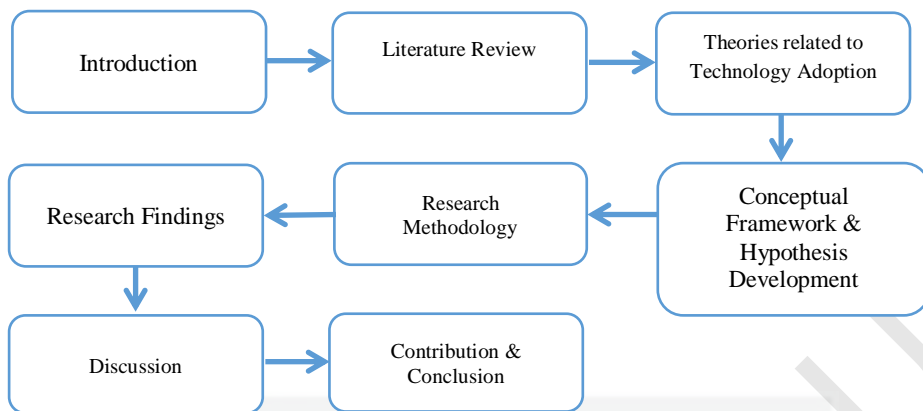 Introduction
Literature Review
Theories related to
Technology Adoption
Conceptual
Framework &
Hypothesis
Development
Research
Methodology
Research Findings
Discussion
Contribution &
Conclusion